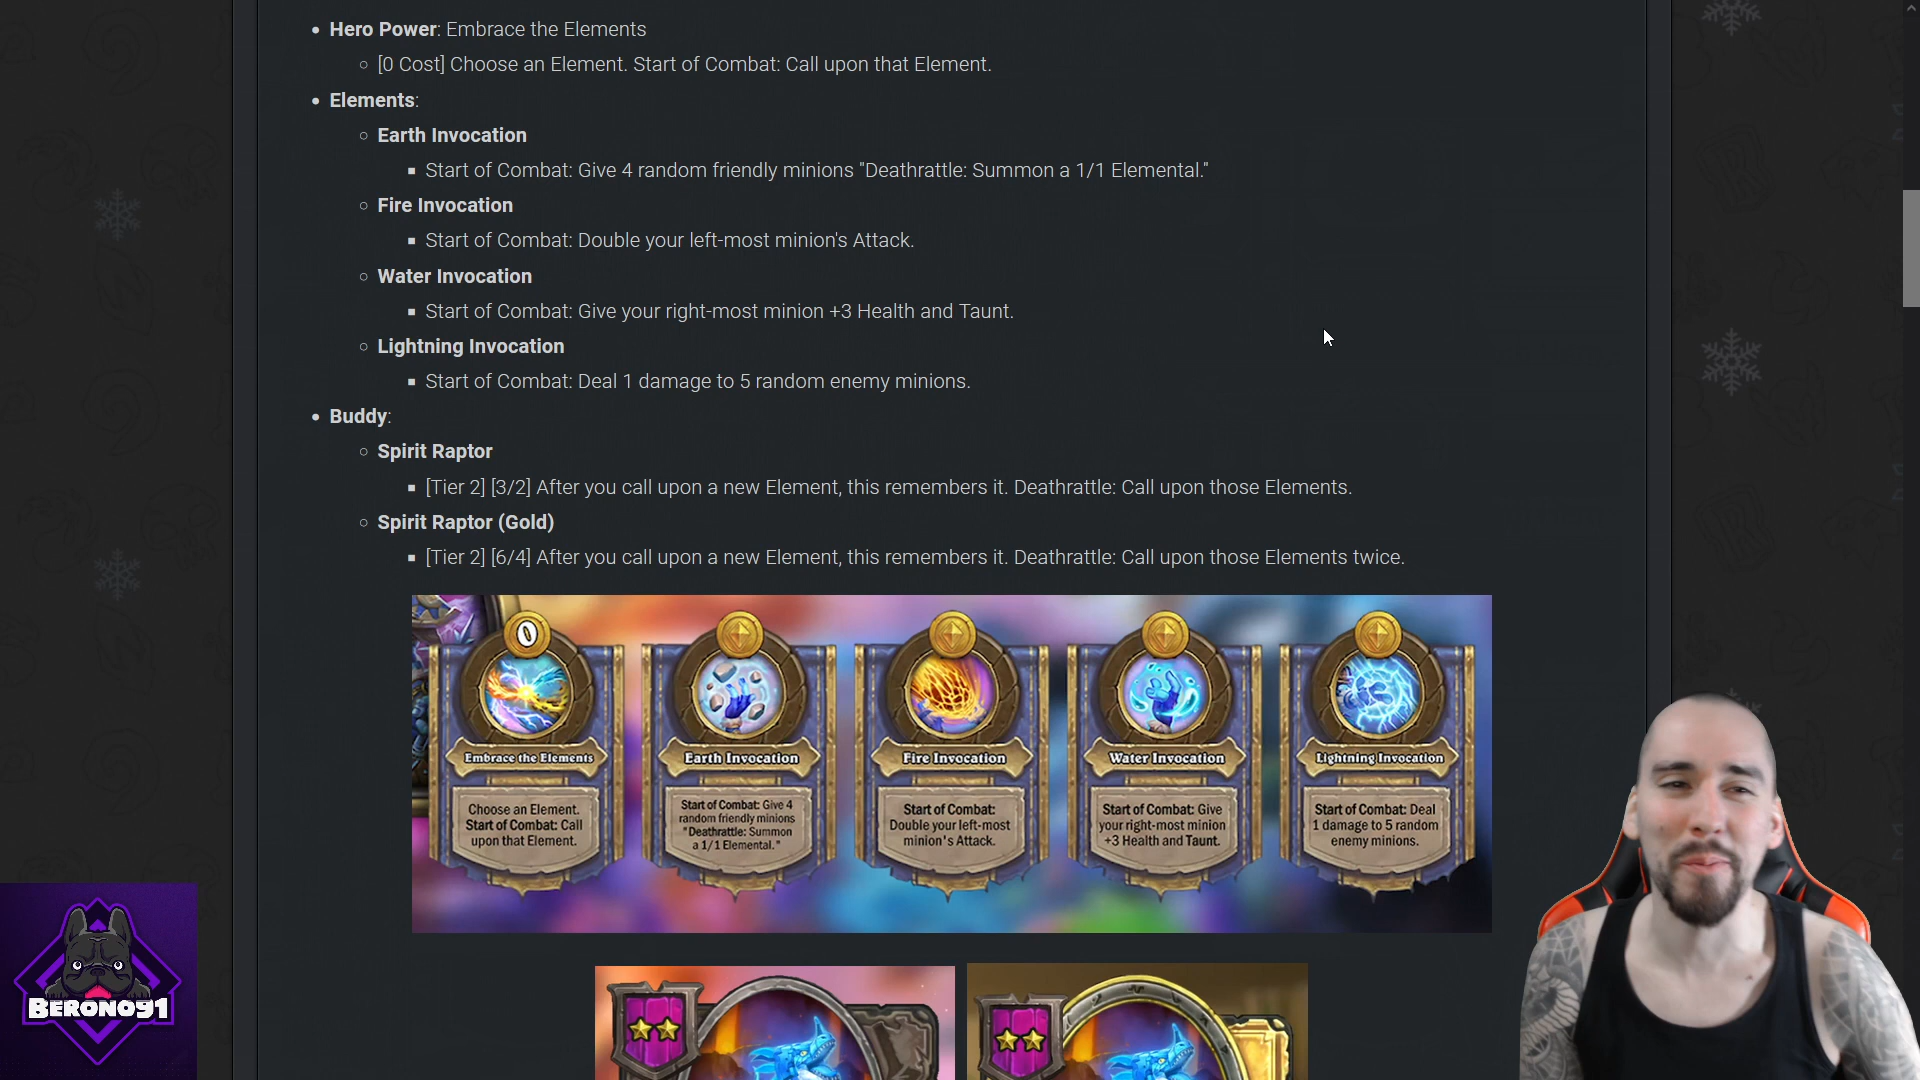 Hero Power: Embrace the Elements
[0 Cost] Choose an Element. Start of Combat: Call upon that Element.
Elements:
Earth Invocation
Start of Combat: Give 4 random friendly minions "Deathrattle: Summon a 1/1 Elemental."
Fire Invocation
Start of Combat: Double your left-most minion's Attack.
Water Invocation
Start of Combat: Give your right-most minion +3 Health and Taunt.
Lightning Invocation
Start of Combat: Deal 1 damage to 5 random enemy minions.
Buddy:
Spirit Raptor
[Tier 2] [3/2] After you call upon a new Element, this remembers it. Deathrattle: Call upon those Elements.
Spirit Raptor (Gold)
[Tier 2] [6/4] After you call upon a new Element, this remembers it. Deathrattle: Call upon those Elements twice.
0
Embrace the Elements
Choose an Element.
Start of Combat: Call
upon that Element.
Earth Invocation
Start of Combat: Give 4
random friendly minions
"Deathrattle: Summon
a 1/1 Elemental."
Fire Invocation
Start of Combat:
Double your left-most
minion's Attack.
Water Invocation
Start of Combat: Give
your right-most minion
+3 Health and Taunt.
Lightning Invocation
Start of Combat: Deal
1 damage to 5 random
enemy minions.
BERONO91